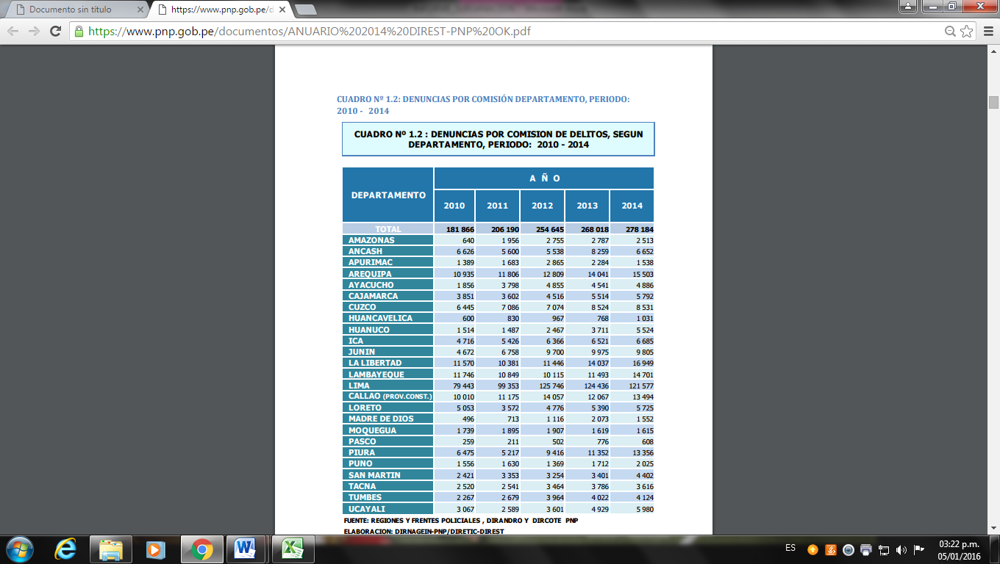 Documento sin título
https://www.pnp.gob.pe/d
https://www.pnp.gob.pe/documentos/ANUARIO%202014%20DIREST-PNP%20OK.pdf
CUADRO Nº 1.2: DENUNCIAS POR COMISIÓN DEPARTAMENTO, PERIODO:
2010 - 2014
CUADRO Nº 1.2 : DENUNCIAS POR COMISION DE DELITOS, SEGUN
DEPARTAMENTO, PERIODO: 2010 - 2014
DEPARTAMENTO
A Ñ O
2010 2011 2012 2013 2014
TOTAL 181 866 206 190 254 645 268 018 278 184
AMAZONAS 640 1 956 2 755 2 787 2 513
ANCASH 6 626 5 600 5 538 8 259 6 652
APURIMAC 1 389 1 683 2 865 2 284 1 538
AREQUIPA 10 935 11 806 12 809 14 041 15 503
AYACUCHO 1 856 3 798 4 855 4 541 4 886
CAJAMARCA 3 851 3 602 4 516 5 514 5 792
CUZCO 6 445 7 086 7 074 8 524 8 531
HUANCAVELICA 600 830 967 768 1 031
HUANUCO 1 514 1 487 2 467 3 711 5 524
ICA 4 716 5 426 6 366 6 521 6 685
JUNIN 4 672 6 758 9 700 9 975 9 805
LA LIBERTAD 11 570 10 381 11 446 14 037 16 949
LAMBAYEQUE 11 746 10 849 10 115 11 493 14 701
LIMA 79 443 99 353 125 746 124 436 121 577
CALLAO (PROV.CONST.) 10 010 11 175 14 057 12 067 13 494
LORETO 5 053 3 572 4 776 5 390 5 725
MADRE DE DIOS 496 713 1 116 2 073 1 552
MOQUEGUA 1 739 1 895 1 907 1 619 1 615
PASCO 259 211 502 776 608
PIURA 6 475 5 217 9 416 11 352 13 356
PUNO 1 556 1 630 1 369 1 712 2 025
SAN MARTIN 2 421 3 353 3 254 3 401 4 402
TACNA 2 520 2 541 3 464 3 786 3 616
TUMBES 2 267 2 679 3 964 4 022 4 124
UCAYALI 3 067 2 589 3 601 4 929 5 980
FUENTE: REGIONES Y FRENTES POLICIALES , DIRANDRO Y DIRCOTE PNP
ELABORACION: DIRNAGEIN-PNP/DIRETIC-DIREST
ES
03:22 p.m.
05/01/2016